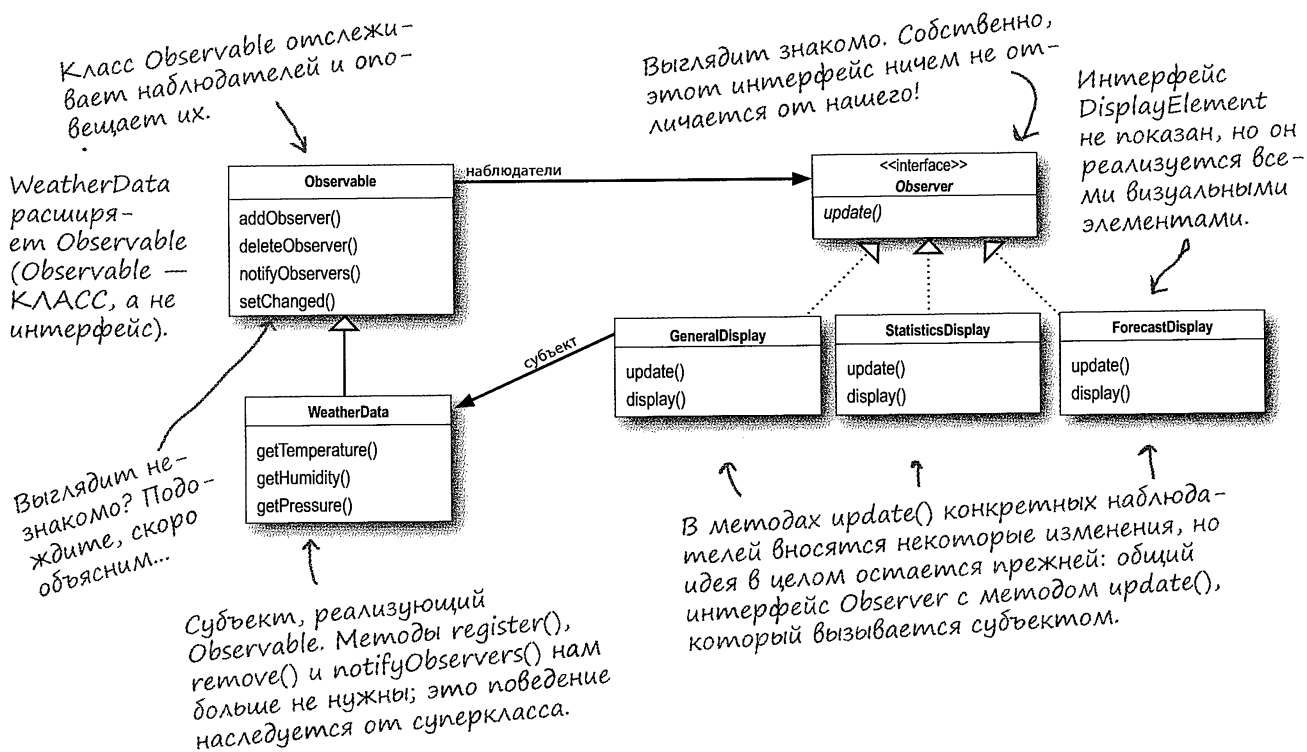 Класс Observable отслежи-
вает наблюдателей и опо-
вещает их.
Выглядит знакомо. Собственно,
этот интерфейс ничем не от-
личается от нашего!
Интерфейс
DisplayElement
не показан, но он
реализуется все-
ми визуальными
элементами.
WeatherData
расширя-
ет Observable
(Observable —
КЛАСС, а не
интерфейс).
Observable
addObserver()
deleteObserver()
notifyObservers()
setChanged()
наблюдатели
<<interface>>
Observer
update()
субъект
GeneralDisplay
update()
display()
StatisticsDisplay
update()
display()
ForecastDisplay
update()
display()
WeatherData
getTemperature()
getHumidity()
getPressure()
Выглядит не-
знакомо? Подо-
ждите, скоро
объясним...
Субъект, реализующий
Observable. Методы register(),
remove() и notifyObservers() нам
больше не нужны; это поведение
наследуется от суперкласса.
В методах update() конкретных наблюда-
телей вносятся некоторые изменения, но
идея в целом остается прежней: общий
интерфейс Observer с методом update(),
который вызывается субъектом.